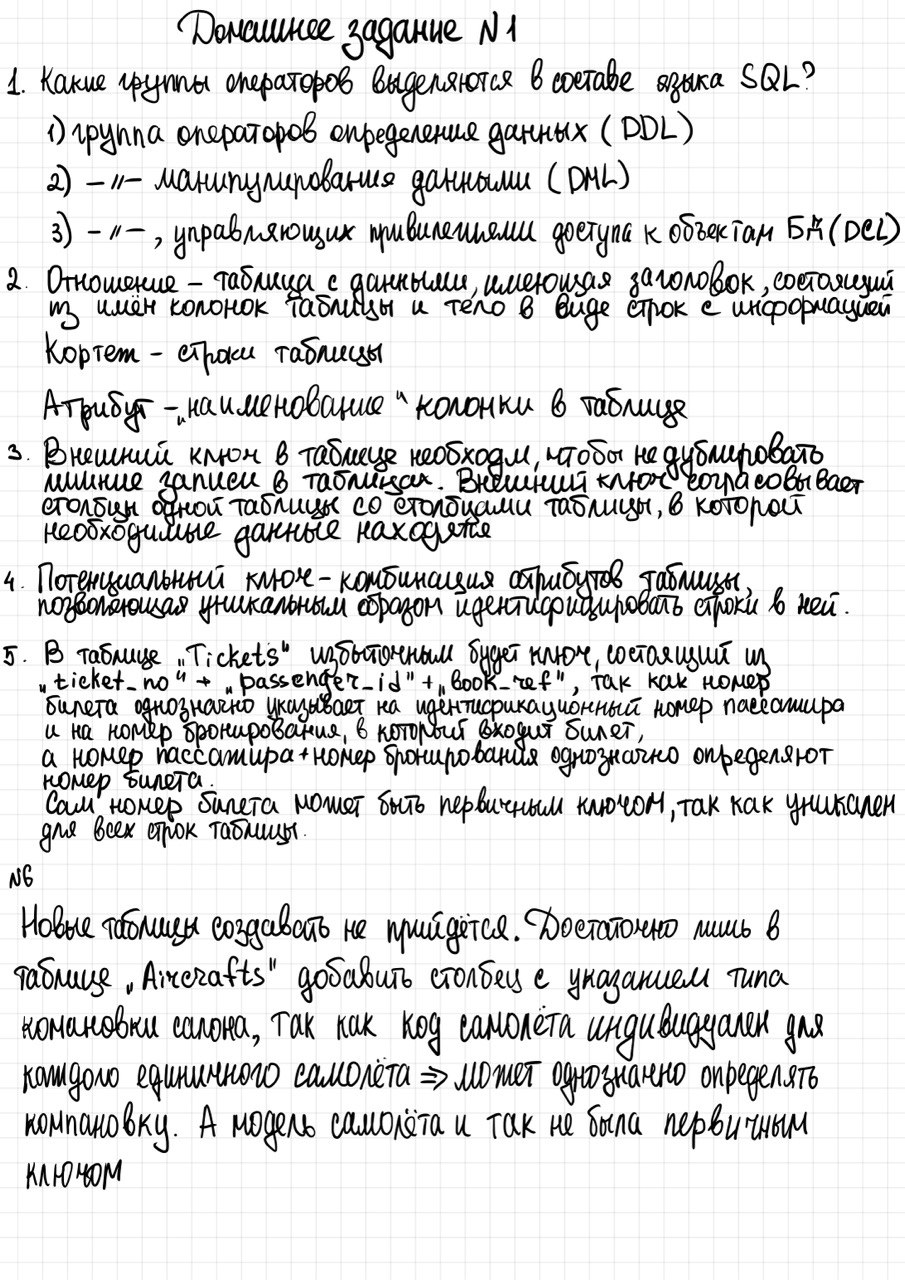 Домашнее задание N1
1. Какие группы операторов выделяются в составе языка SQL?
1) группа операторов определения данных (DDL)
2) –〃– манипулирования данными (DML)
3) –〃–, управляющих привилегиями доступа к объектам БД (DCL)
2. Отношение – таблица с данными, имеющая заголовок, состоящий
из имён колонок таблицы и тело в виде строк с информацией
Кортеж – строки таблицы
Атрибут – „наименование“ колонки в таблице
3. Внешний ключ в таблице необходим, чтобы не дублировать
лишние записи в таблицах. Внешний ключ согласовывает
столбцы одной таблицы со столбцами таблицы, в которой
необходимые данные находятся
4. Потенциальный ключ – комбинация атрибутов таблицы,
позволяющая уникальным образом идентифицировать строки в ней.
5. В таблице „Tickets" избыточным будет ключ, состоящий из
„ticket_no" + „passenger_id" + „book_ref", так как номер
билета однозначно указывает на идентификационный номер пассажира
и на номер бронирования, в который входит билет,
а номер пассажира + номер бронирования однозначно определяют
номер билета.
Сам номер билета может быть первичным ключом, так как уникален
для всех строк таблицы.
N6
Новые таблицы создавать не прийдётся. Достаточно лишь в
таблице „Aircrafts" добавить столбец с указанием типа
компановки салона, так как код самолёта индивидуален для
каждого единичного самолёта ⇒ может однозначно определять
компановку. А модель самолёта и так не была первичным
ключом